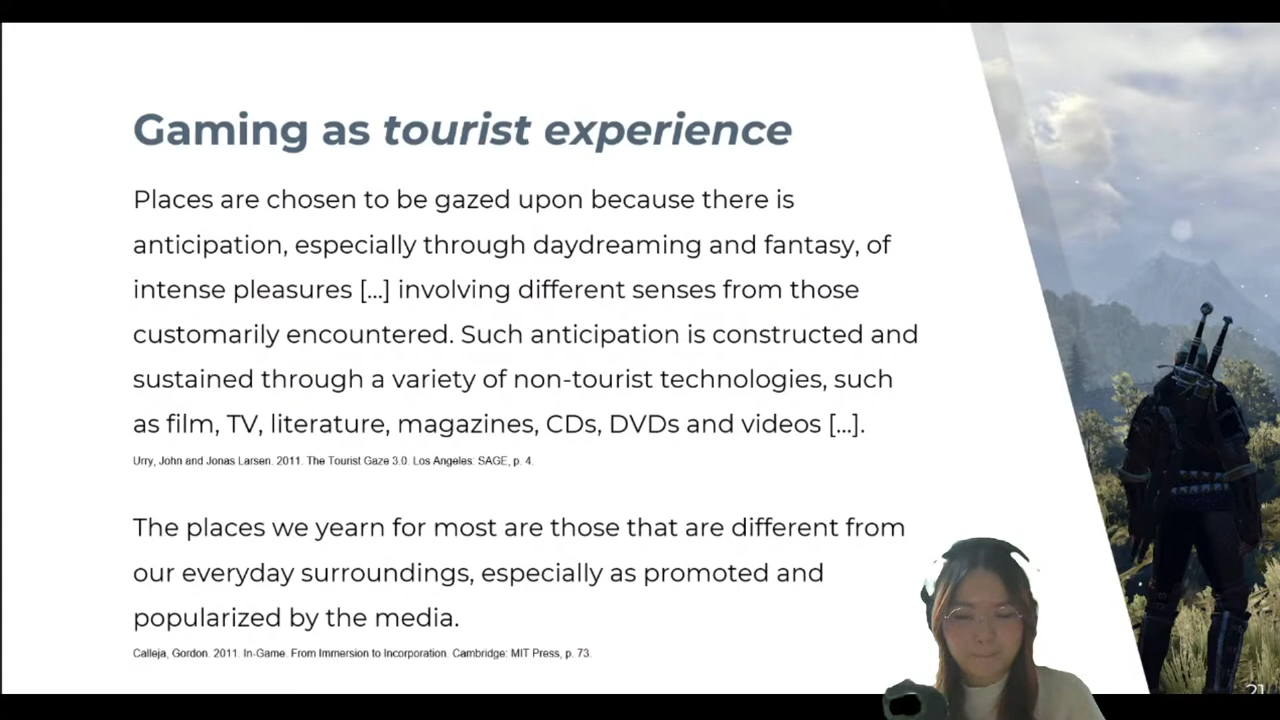 Gaming as tourist experience
Places are chosen to be gazed upon because there is
anticipation, especially through daydreaming and fantasy, of
intense pleasures [...] involving different senses from those
customarily encountered. Such anticipation is constructed and
sustained through a variety of non-tourist technologies, such
as film, TV, literature, magazines, CDs, DVDs and videos [...].
Urry, John and Jonas Larsen. 2011. The Tourist Gaze 3.0. Los Angeles: SAGE, p. 4.
The places we yearn for most are those that are different from
our everyday surroundings, especially as promoted and
popularized by the media.
Calleja, Gordon. 2011. In-Game. From Immersion to Incorporation. Cambridge: MIT Press, p. 73.
21